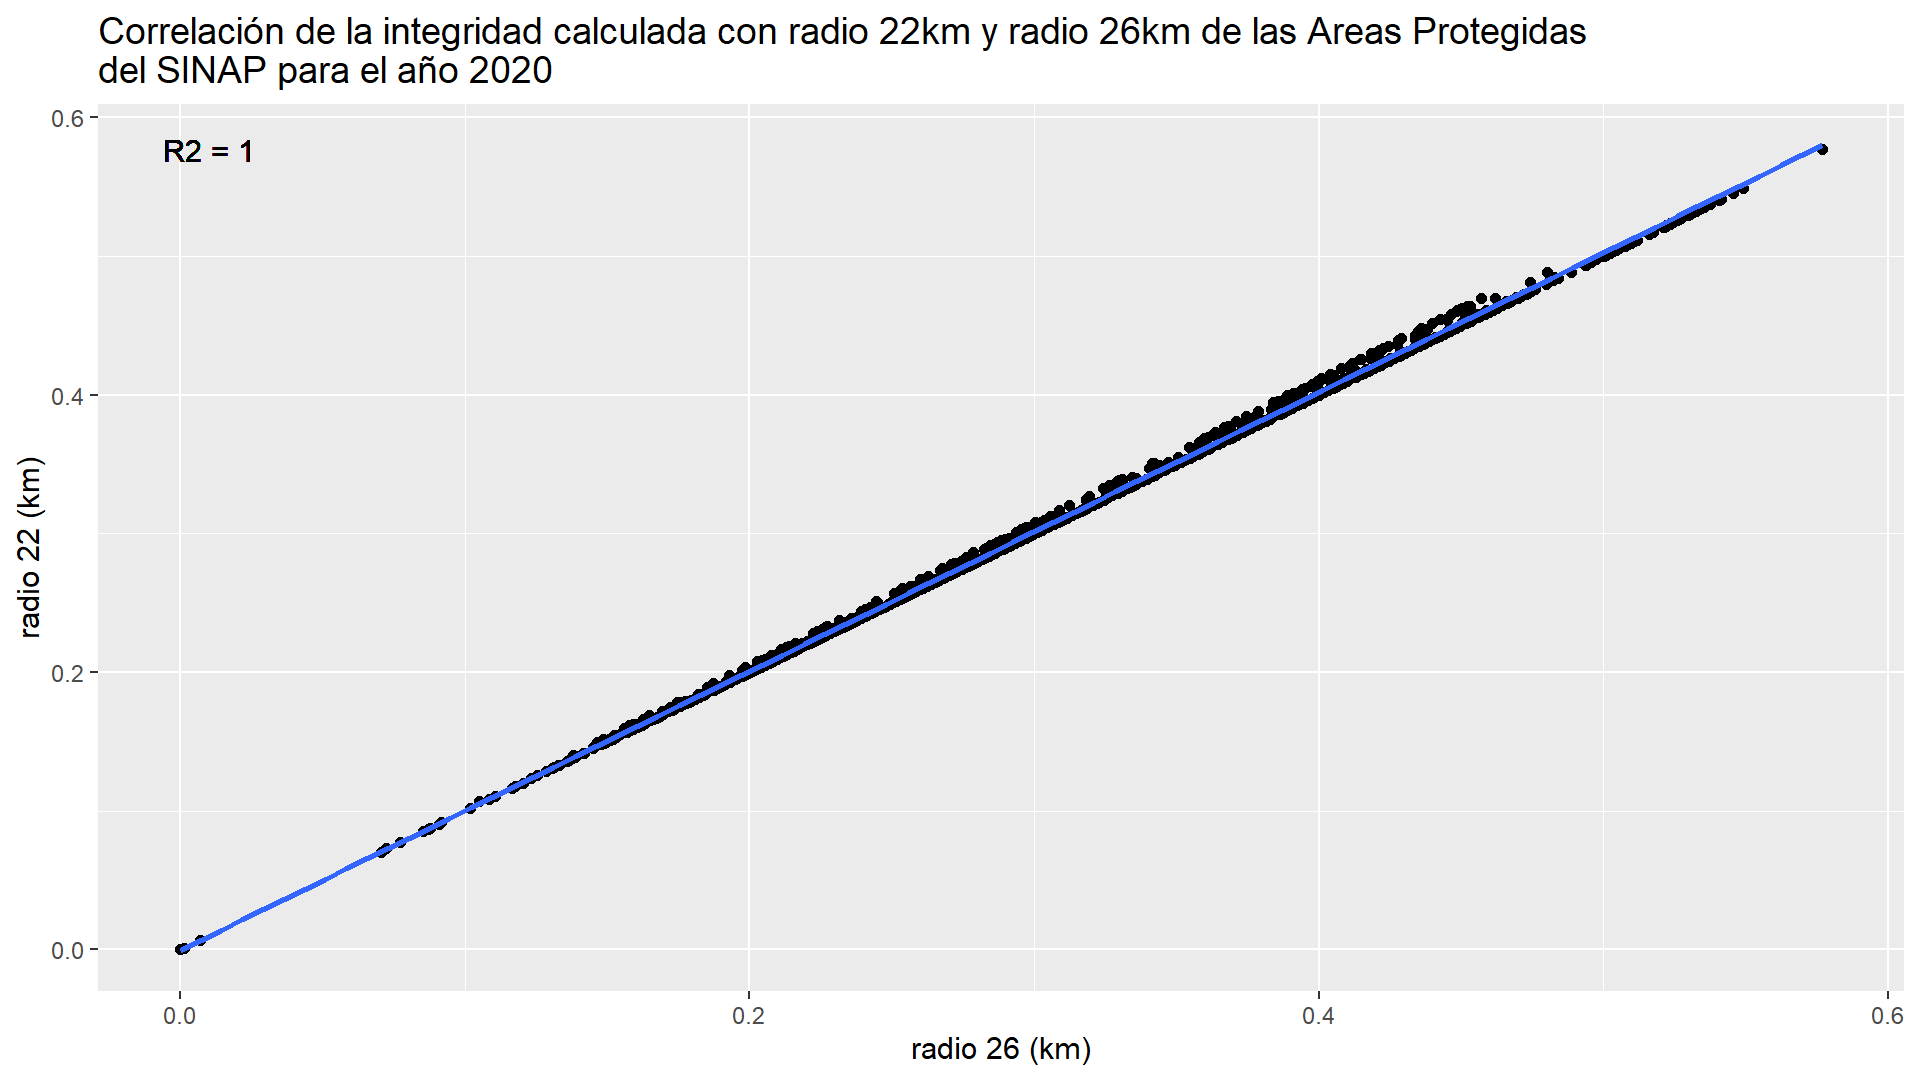 Correlación de la integridad calculada con radio 22km y radio 26km de las Areas Protegidas
del SINAP para el año 2020
R2 = 1
0.6
0.4
0.2
0.0
radio 22 (km)
0.0 0.2 0.4 0.6
radio 26 (km)